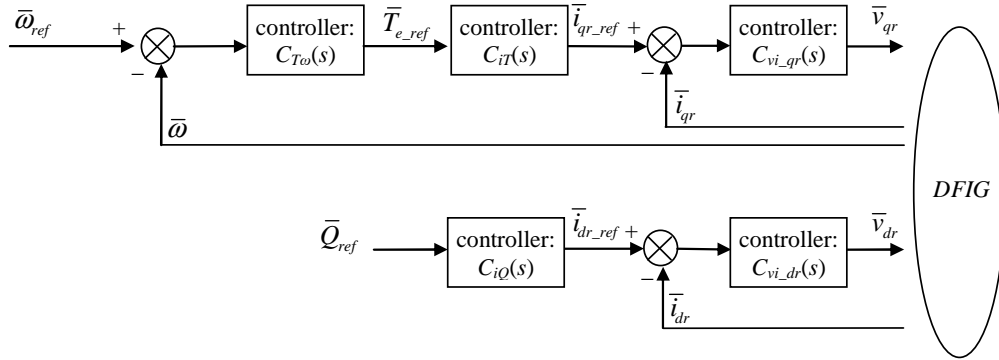 ω̄_ref
+
−
controller:
C_Tω(s)
T̄_e_ref
controller:
C_iT(s)
ī_qr_ref
+
−
controller:
C_vi_qr(s)
v̄_qr
ī_qr
ω̄
DFIG
Q̄_ref
controller:
C_iQ(s)
ī_dr_ref
+
−
controller:
C_vi_dr(s)
v̄_dr
ī_dr